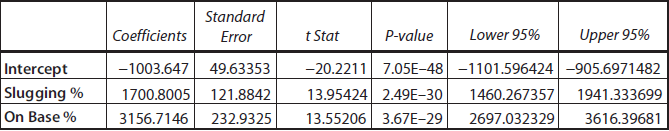 Coefficients Standard Error t Stat P-value Lower 95% Upper 95%
Intercept −1003.647 49.63353 −20.2211 7.05E−48 −1101.596424 −905.6971482
Slugging % 1700.8005 121.8842 13.95424 2.49E−30 1460.267357 1941.333699
On Base % 3156.7146 232.9325 13.55206 3.67E−29 2697.032329 3616.39681